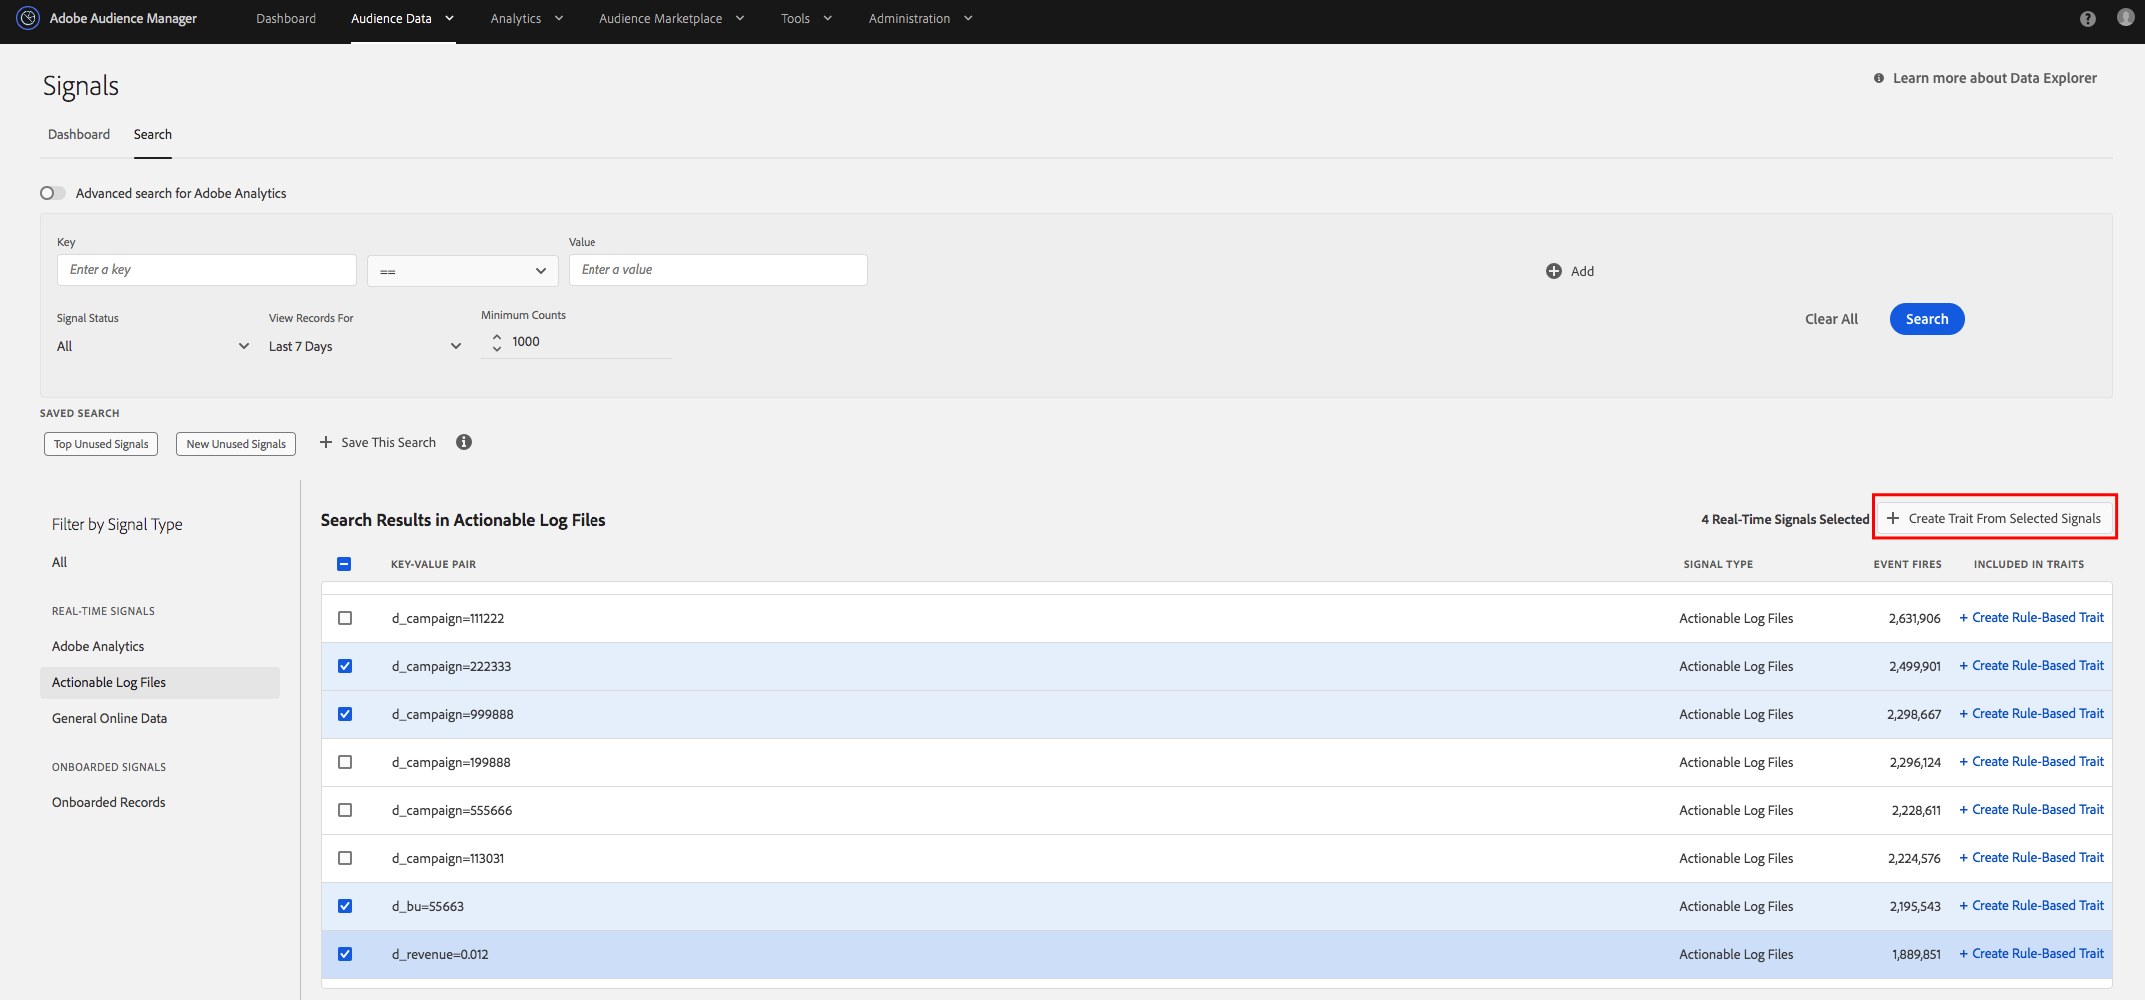 Adobe Audience Manager Dashboard Audience Data Analytics Audience Marketplace Tools Administration
Signals
Learn more about Data Explorer
Dashboard Search
Advanced search for Adobe Analytics
Key Value
Enter a key == Enter a value Add
Signal Status View Records For Minimum Counts
All Last 7 Days 1000 Clear All Search
SAVED SEARCH
Top Unused Signals New Unused Signals + Save This Search
Filter by Signal Type
All
REAL-TIME SIGNALS
Adobe Analytics
Actionable Log Files
General Online Data
ONBOARDED SIGNALS
Onboarded Records
Search Results in Actionable Log Files 4 Real-Time Signals Selected + Create Trait From Selected Signals
KEY-VALUE PAIR SIGNAL TYPE EVENT FIRES INCLUDED IN TRAITS
d_campaign=111222 Actionable Log Files 2,631,906 + Create Rule-Based Trait
d_campaign=222333 Actionable Log Files 2,499,901 + Create Rule-Based Trait
d_campaign=999888 Actionable Log Files 2,298,667 + Create Rule-Based Trait
d_campaign=199888 Actionable Log Files 2,296,124 + Create Rule-Based Trait
d_campaign=555666 Actionable Log Files 2,228,611 + Create Rule-Based Trait
d_campaign=113031 Actionable Log Files 2,224,576 + Create Rule-Based Trait
d_bu=55663 Actionable Log Files 2,195,543 + Create Rule-Based Trait
d_revenue=0.012 Actionable Log Files 1,889,851 + Create Rule-Based Trait